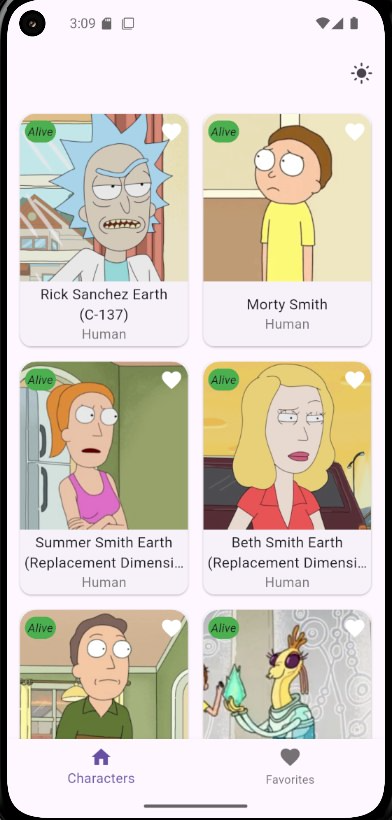 3:09
Alive
Alive
Rick Sanchez Earth
(C-137)
Human
Morty Smith
Human
Alive
Alive
Summer Smith Earth
(Replacement Dimensi...
Human
Beth Smith Earth
(Replacement Dimensi...
Human
Alive
Alive
Characters
Favorites